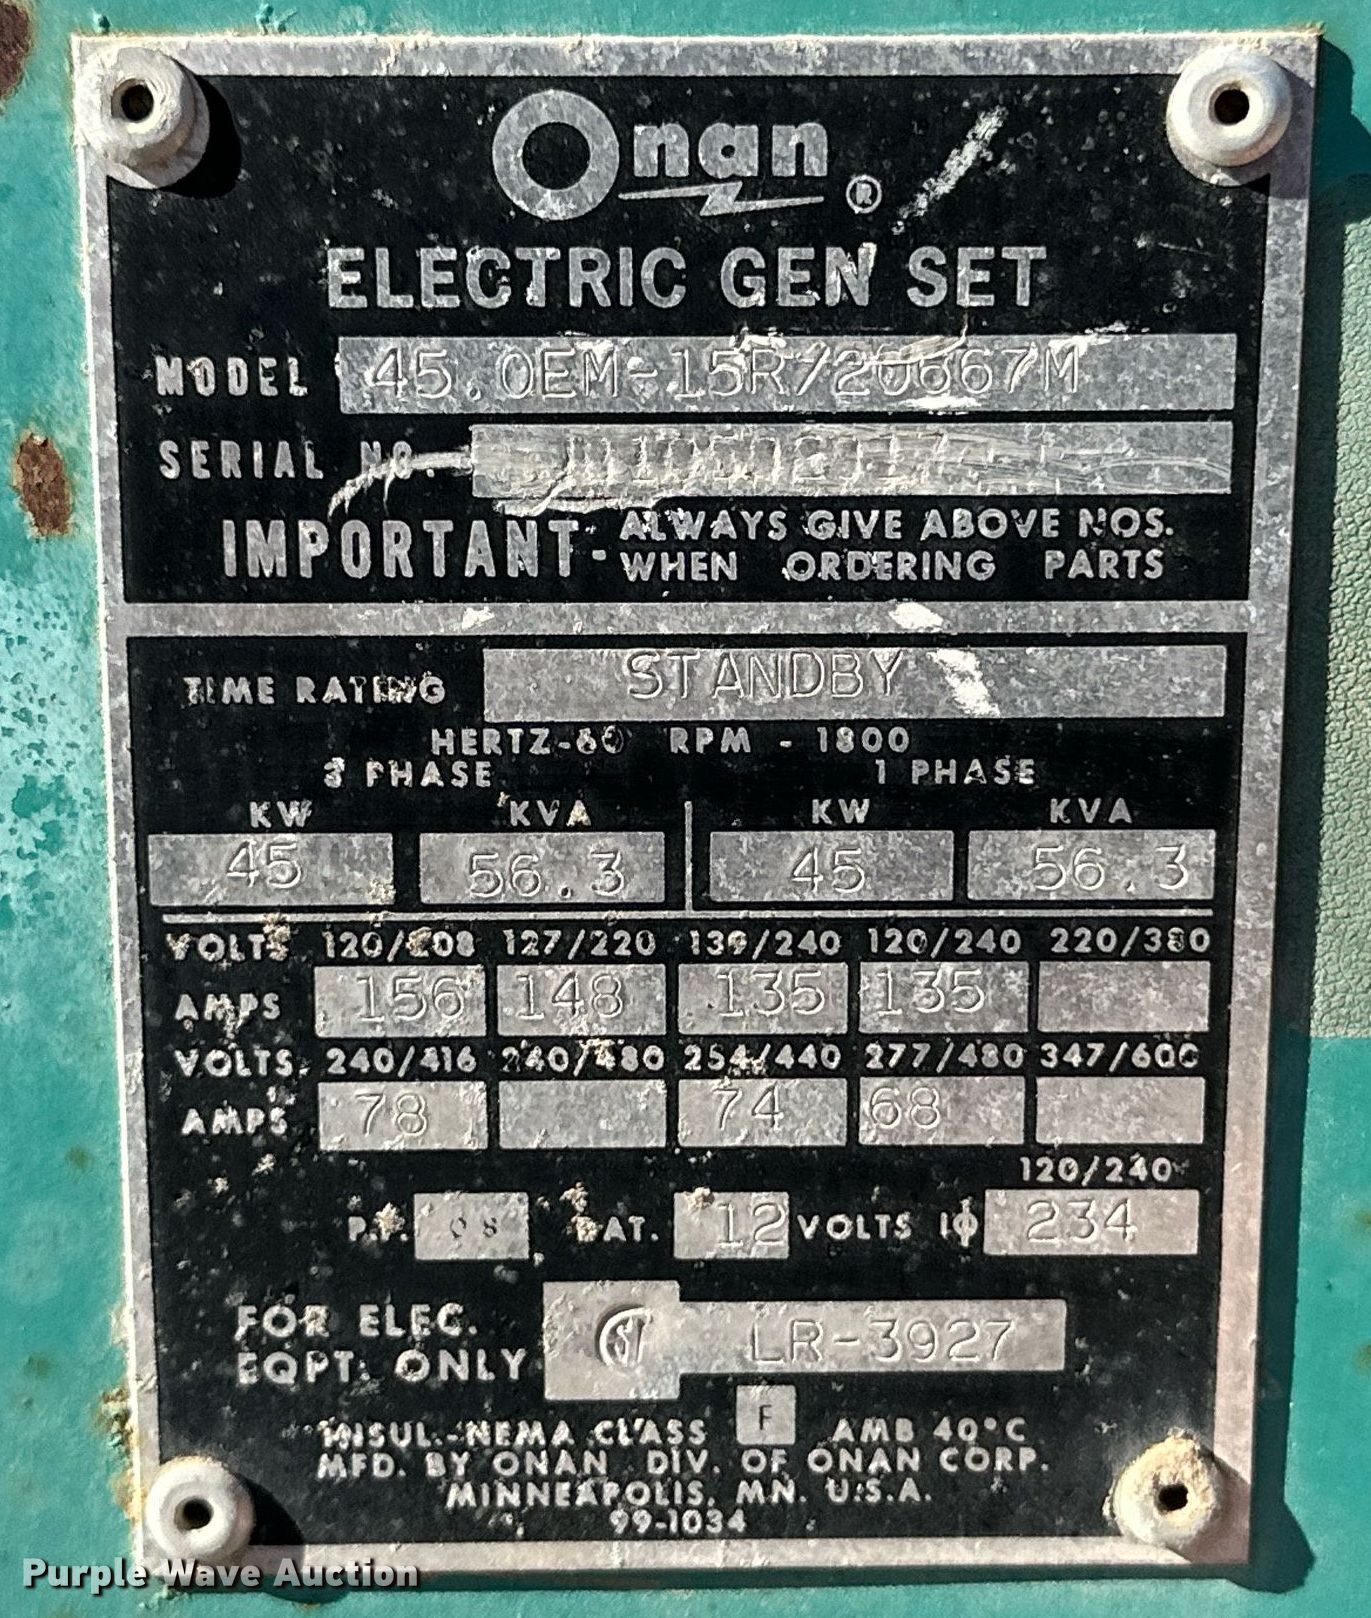 Onan ®
ELECTRIC GEN SET
MODEL 45.0EM-15R/20867M
SERIAL NO.
IMPORTANT- ALWAYS GIVE ABOVE NOS.
WHEN ORDERING PARTS
TIME RATING STANDBY
HERTZ-60 RPM - 1800
3 PHASE 1 PHASE
KW KVA KW KVA
45 56.3 45 56.3
VOLTS 120/208 127/220 139/240 120/240 220/380
AMPS 156 148 135 135
VOLTS 240/416 240/480 254/440 277/480 347/600
AMPS 78 74 68
120/240
P.F. 08 BAT. 12 VOLTS 1ϕ 234
FOR ELEC.
EQPT. ONLY LR-3927
INSUL.-NEMA CLASS F AMB 40°C
MFD. BY ONAN DIV. OF ONAN CORP.
MINNEAPOLIS, MN. U.S.A.
99-1034
Purple Wave Auction